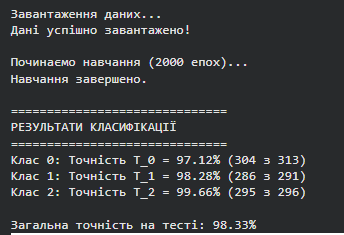 Завантаження даних...
Дані успішно завантажено!
Починаємо навчання (2000 епох)...
Навчання завершено.
==============================
РЕЗУЛЬТАТИ КЛАСИФІКАЦІЇ
==============================
Клас 0: Точність T_0 = 97.12% (304 з 313)
Клас 1: Точність T_1 = 98.28% (286 з 291)
Клас 2: Точність T_2 = 99.66% (295 з 296)
Загальна точність на тесті: 98.33%